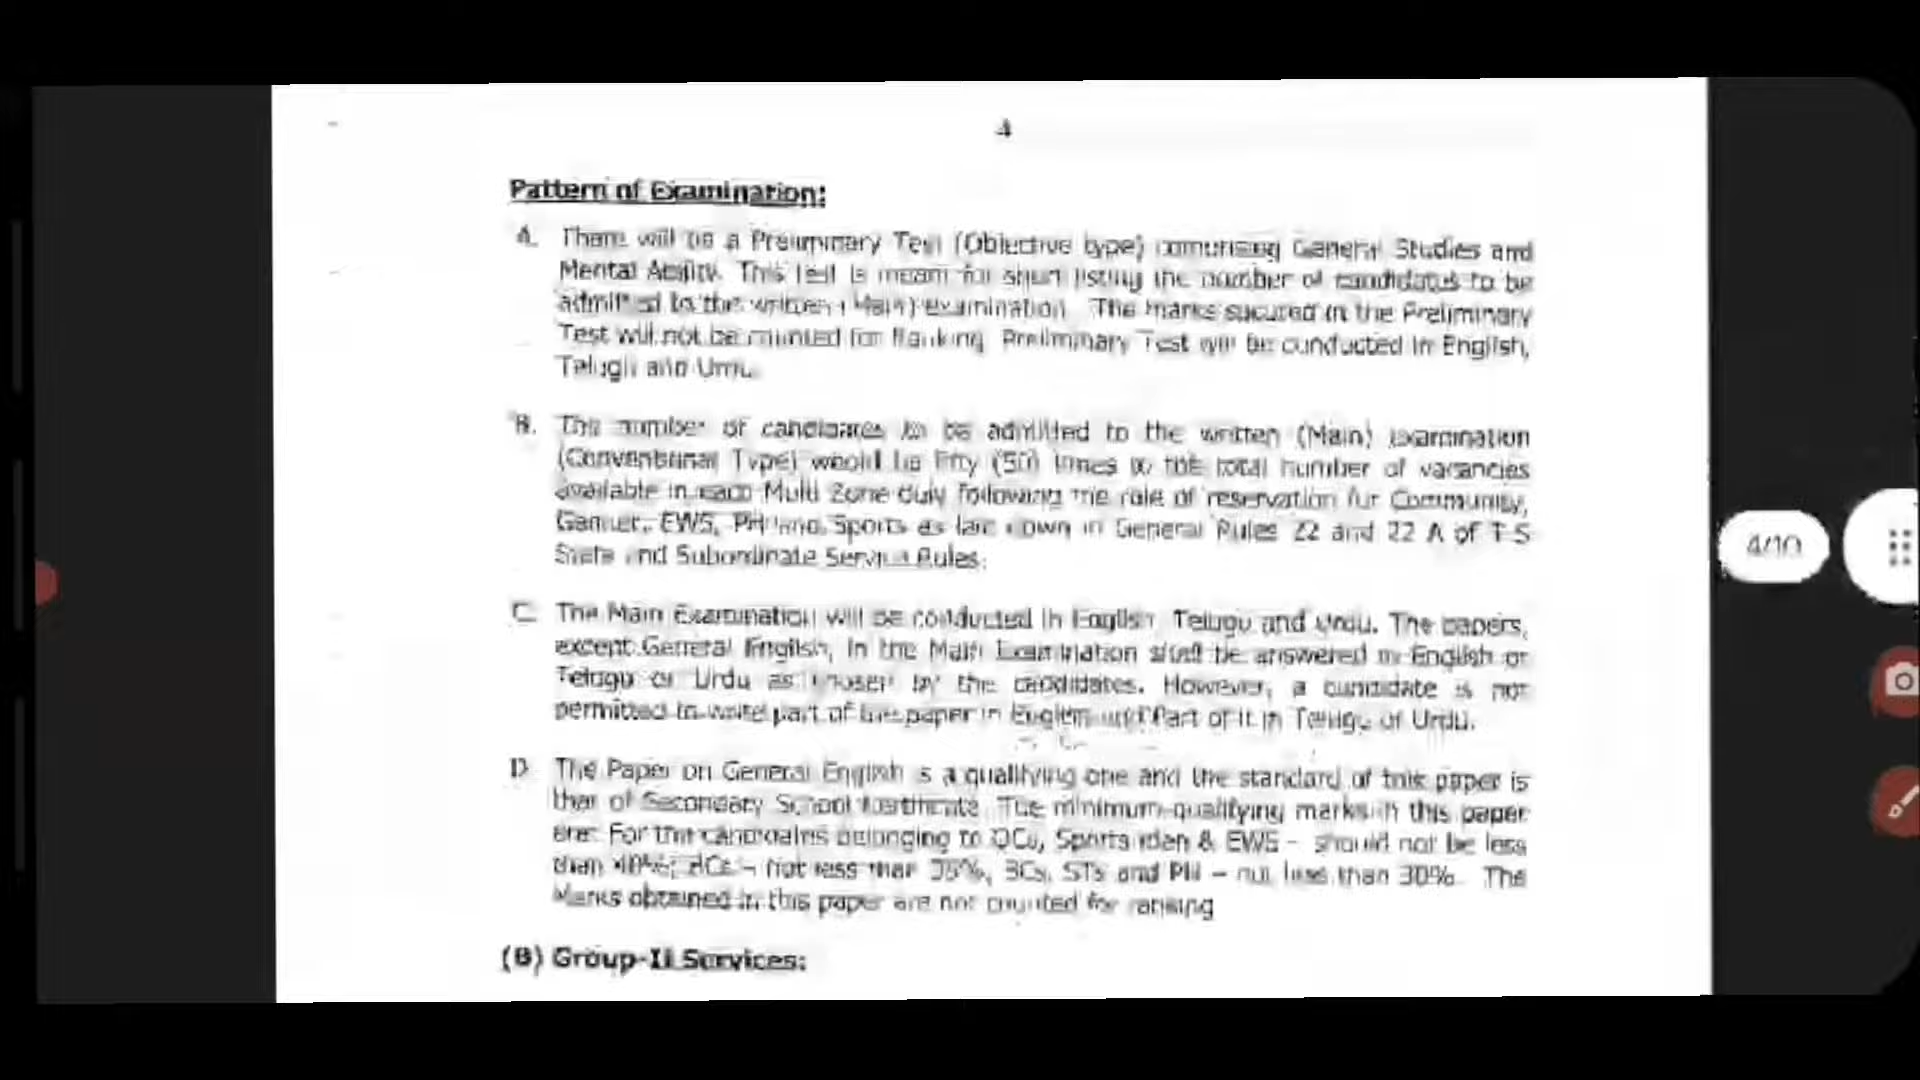 4
Pattern of Examination:
A. There will be a Preliminary Test (Objective type) comprising General Studies and
Mental Ability. This test is meant for short listing the number of candidates to be
admitted to the written (Main) examination. The marks secured in the Preliminary
Test will not be counted for Ranking. Preliminary Test will be conducted in English,
Telugu and Urdu.
B. The number of candidates to be admitted to the written (Main) Examination
(Conventional Type) would be fifty (50) times to the total number of vacancies
available in each Multi Zone duly following the rule of reservation for Community,
Gender, EWS, PH and Sports as laid down in General Rules 22 and 22 A of T S
State and Subordinate Service Rules.
C. The Main Examination will be conducted in English, Telugu and Urdu. The papers,
except General English, in the Main Examination shall be answered in English or
Telugu or Urdu as chosen by the candidates. However, a candidate is not
permitted to write part of the paper in English and Part of it in Telugu or Urdu.
D. The Paper on General English is a qualifying one and the standard of this paper is
that of Secondary School Certificate. The minimum qualifying marks in this paper
are: For the candidates belonging to OCs, Sports Men & EWS - should not be less
than 40%; BCs - not less than 35%, SCs, STs and PH - not less than 30%. The
Marks obtained in this paper are not counted for ranking
(B) Group-II Services:
4/10